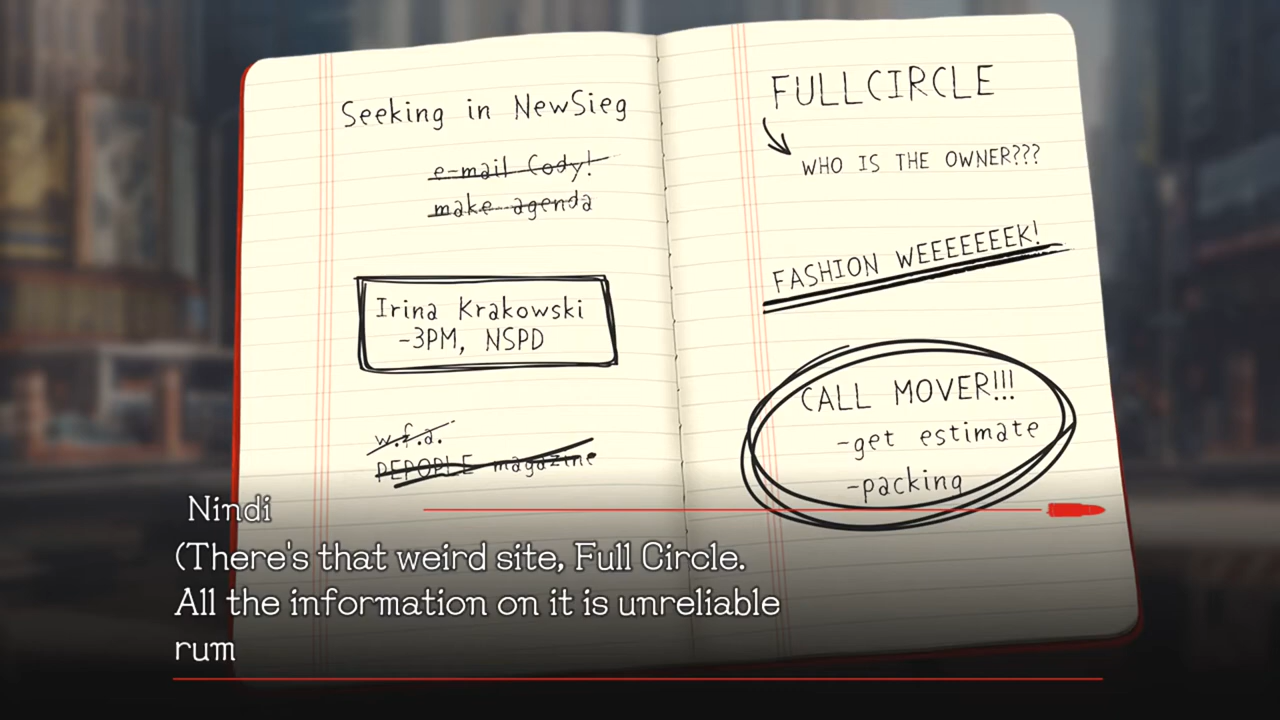 Seeking in NewSieg
e-mail Cody!
make agenda
Irina Krakowski
-3PM, NSPD
w.f.a.
PEPOPLE magazine
FULLCIRCLE
WHO IS THE OWNER???
FASHION WEEEEEEEK!
CALL MOVER!!!
-get estimate
-packing
Nindi
(There's that weird site, Full Circle.
All the information on it is unreliable
rum